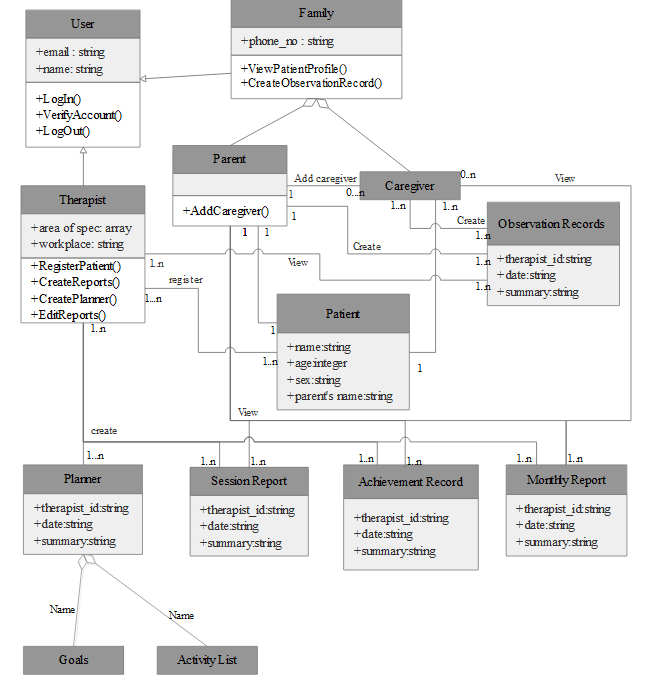 User
+email : string
+name: string
+LogIn()
+VerifyAccount()
+LogOut()
Family
+phone_no : string
+ViewPatientProfile()
+CreateObservationRecord()
Parent
+AddCaregiver()
1
Add caregiver
0...n
1
Caregiver
0..n
View
1..n
1..n
Therapist
+area of spec: array
+workplace: string
+RegisterPatient()
+CreateReports()
+CreatePlanner()
+EditReports()
1..n
1...n
1..n
Create
1..n
Create
1..n
View
1..n
Observation Records
+therapist_id:string
+date:string
+summary:string
register
1
1
1
1..n
1
Patient
+name:string
+age:integer
+sex:string
+parent's name:string
View
create
1..n
1..n
1..n
1..n
1..n
1..n
1..n
Planner
+therapist_id:string
+date:string
+summary:string
Session Report
+therapist_id:string
+date:string
+summary:string
Achievement Record
+therapist_id:string
+date:string
+summary:string
Monthly Report
+therapist_id:string
+date:string
+summary:string
Name
Name
Goals
Activity List